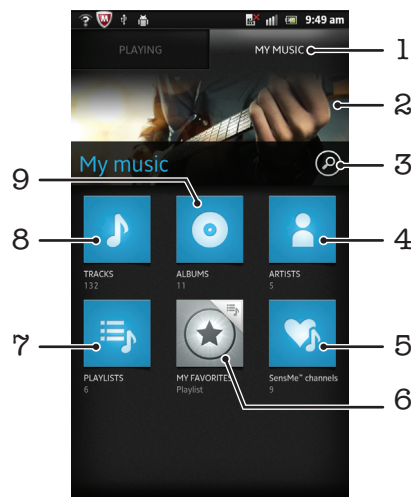 9:49 am
PLAYING
MY MUSIC
1
2
My music
3
9
8
4
TRACKS
132
ALBUMS
11
ARTISTS
5
7
5
PLAYLISTS
6
MY FAVORITES
Playlist
SensMe™ channels
9
6